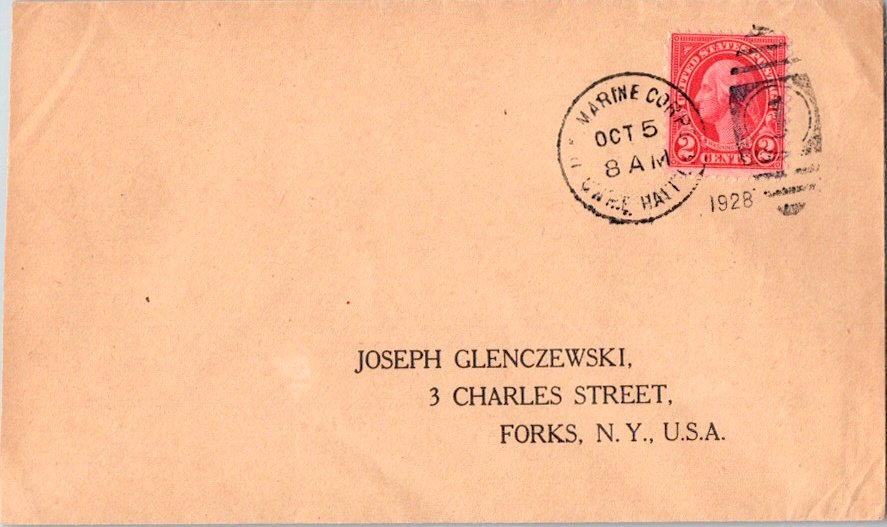 UNITED STATES POSTAGE
MARINE CORP
OCT 5
8 AM
HAITI
2 CENTS 2
1928
JOSEPH GLENCZEWSKI,
3 CHARLES STREET,
FORKS, N. Y., U.S.A.